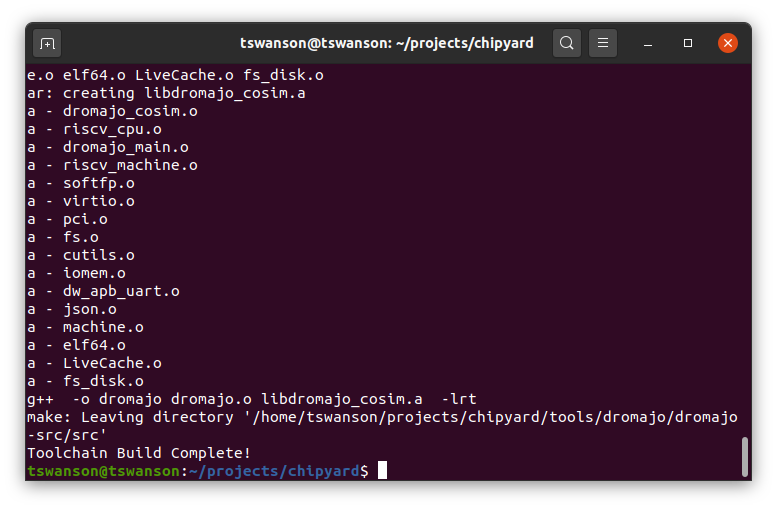 tswanson@tswanson: ~/projects/chipyard
e.o elf64.o LiveCache.o fs_disk.o
ar: creating libdromajo_cosim.a
a - dromajo_cosim.o
a - riscv_cpu.o
a - dromajo_main.o
a - riscv_machine.o
a - softfp.o
a - virtio.o
a - pci.o
a - fs.o
a - cutils.o
a - iomem.o
a - dw_apb_uart.o
a - json.o
a - machine.o
a - elf64.o
a - LiveCache.o
a - fs_disk.o
g++  -o dromajo dromajo.o libdromajo_cosim.a  -lrt
make: Leaving directory '/home/tswanson/projects/chipyard/tools/dromajo/dromajo
-src/src'
Toolchain Build Complete!
tswanson@tswanson:~/projects/chipyard$